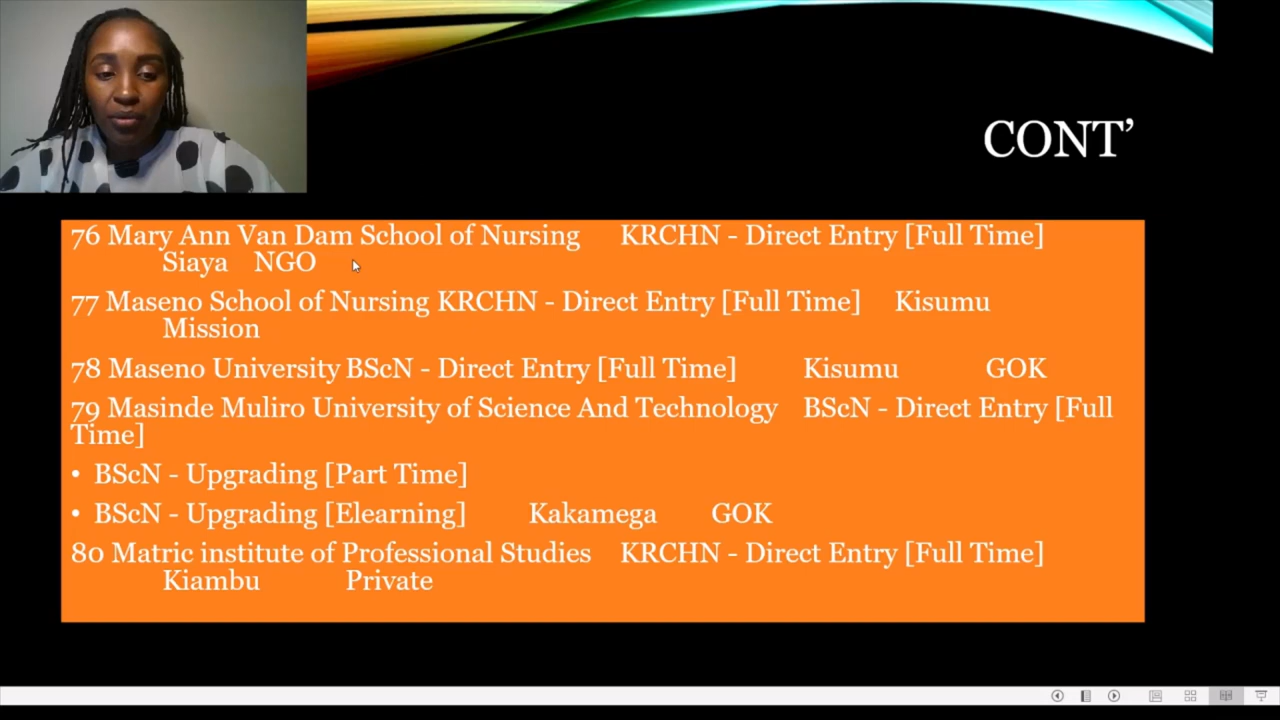 CONT’
76 Mary Ann Van Dam School of Nursing KRCHN - Direct Entry [Full Time]
Siaya NGO
77 Maseno School of Nursing KRCHN - Direct Entry [Full Time] Kisumu
Mission
78 Maseno University BScN - Direct Entry [Full Time] Kisumu GOK
79 Masinde Muliro University of Science And Technology BScN - Direct Entry [Full
Time]
• BScN - Upgrading [Part Time]
• BScN - Upgrading [Elearning] Kakamega GOK
80 Matric institute of Professional Studies KRCHN - Direct Entry [Full Time]
Kiambu Private